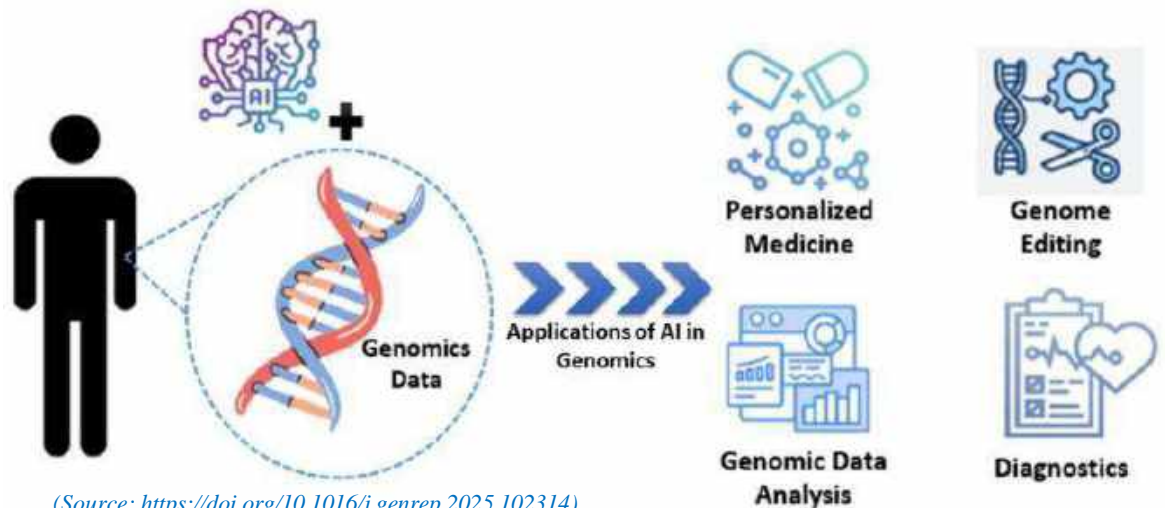 AI
Personalized
Medicine
Genome
Editing
Genomics
Data
Applications of AI in
Genomics
Genomic Data
Analysis
Diagnostics
(Source: https://doi.org/10.1016/j.genrep.2025.102314)